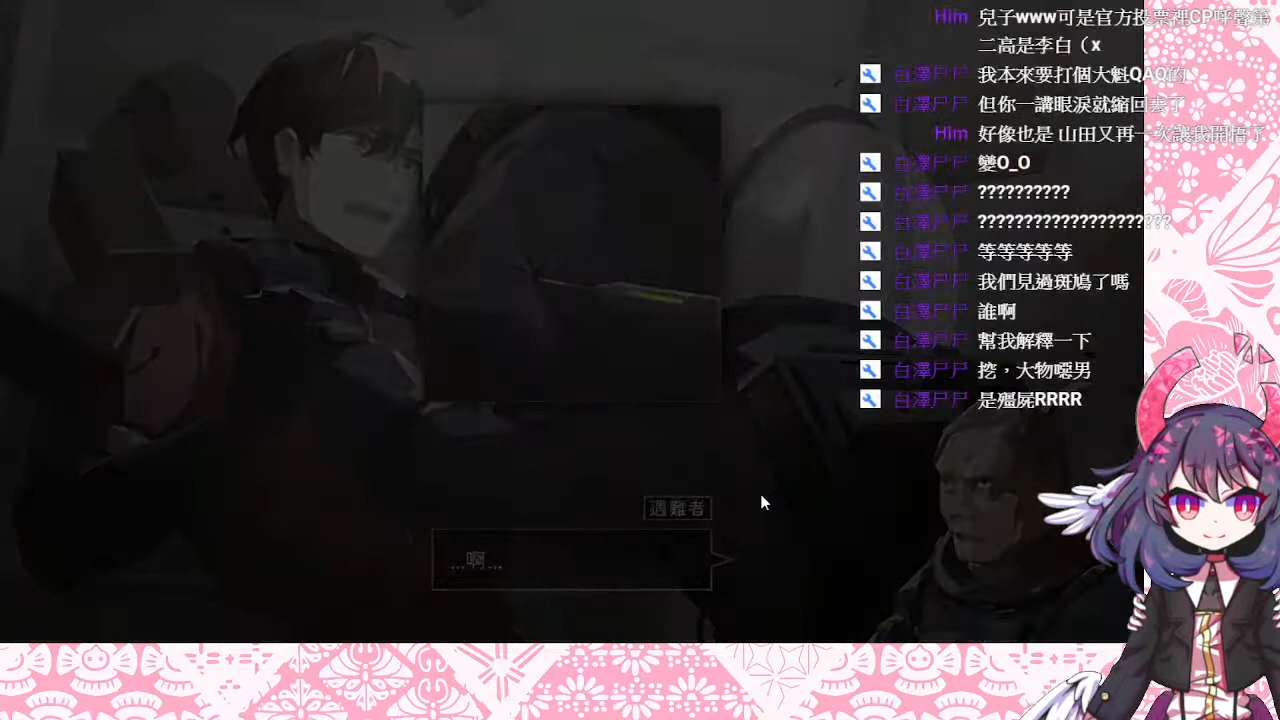 Him 兒子www可是官方投票裡CP呼聲第
二高是李白（x
白澤尸尸 我本來要打個大魁QAQ的
白澤尸尸 但你一講眼淚就縮回去了
Him 好像也是 山田又再一次讓我開悟了
白澤尸尸 變O_O
白澤尸尸 ??????????
白澤尸尸 ?????????????????????
白澤尸尸 等等等等等
白澤尸尸 我們見過斑鳩了嗎
白澤尸尸 誰啊
白澤尸尸 幫我解釋一下
白澤尸尸 挖，大物噁男
白澤尸尸 是殭屍RRRR
遇難者
……啊……